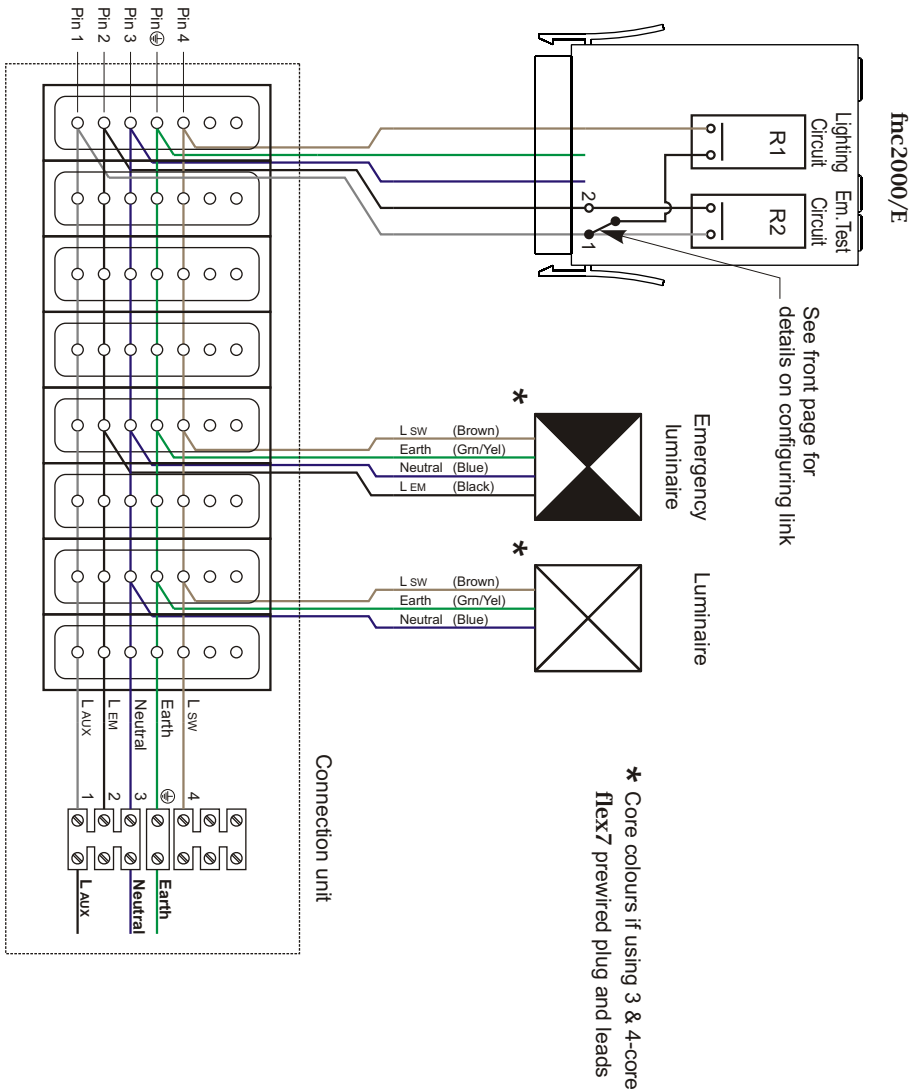 fnc2000/E
Lighting
Circuit
R1
Em.Test
Circuit
R2
2
1
See front page for
details on configuring link
Pin 4
Pin ⏚
Pin 3
Pin 2
Pin 1
*
Emergency
luminaire
L SW (Brown)
Earth (Grn/Yel)
Neutral (Blue)
L EM (Black)
*
Luminaire
L SW (Brown)
Earth (Grn/Yel)
Neutral (Blue)
Connection unit
L SW
Earth
Neutral
L EM
L AUX
4
⏚
3
2
1
Earth
Neutral
L AUX
* Core colours if using 3 & 4-core
flex7 prewired plug and leads